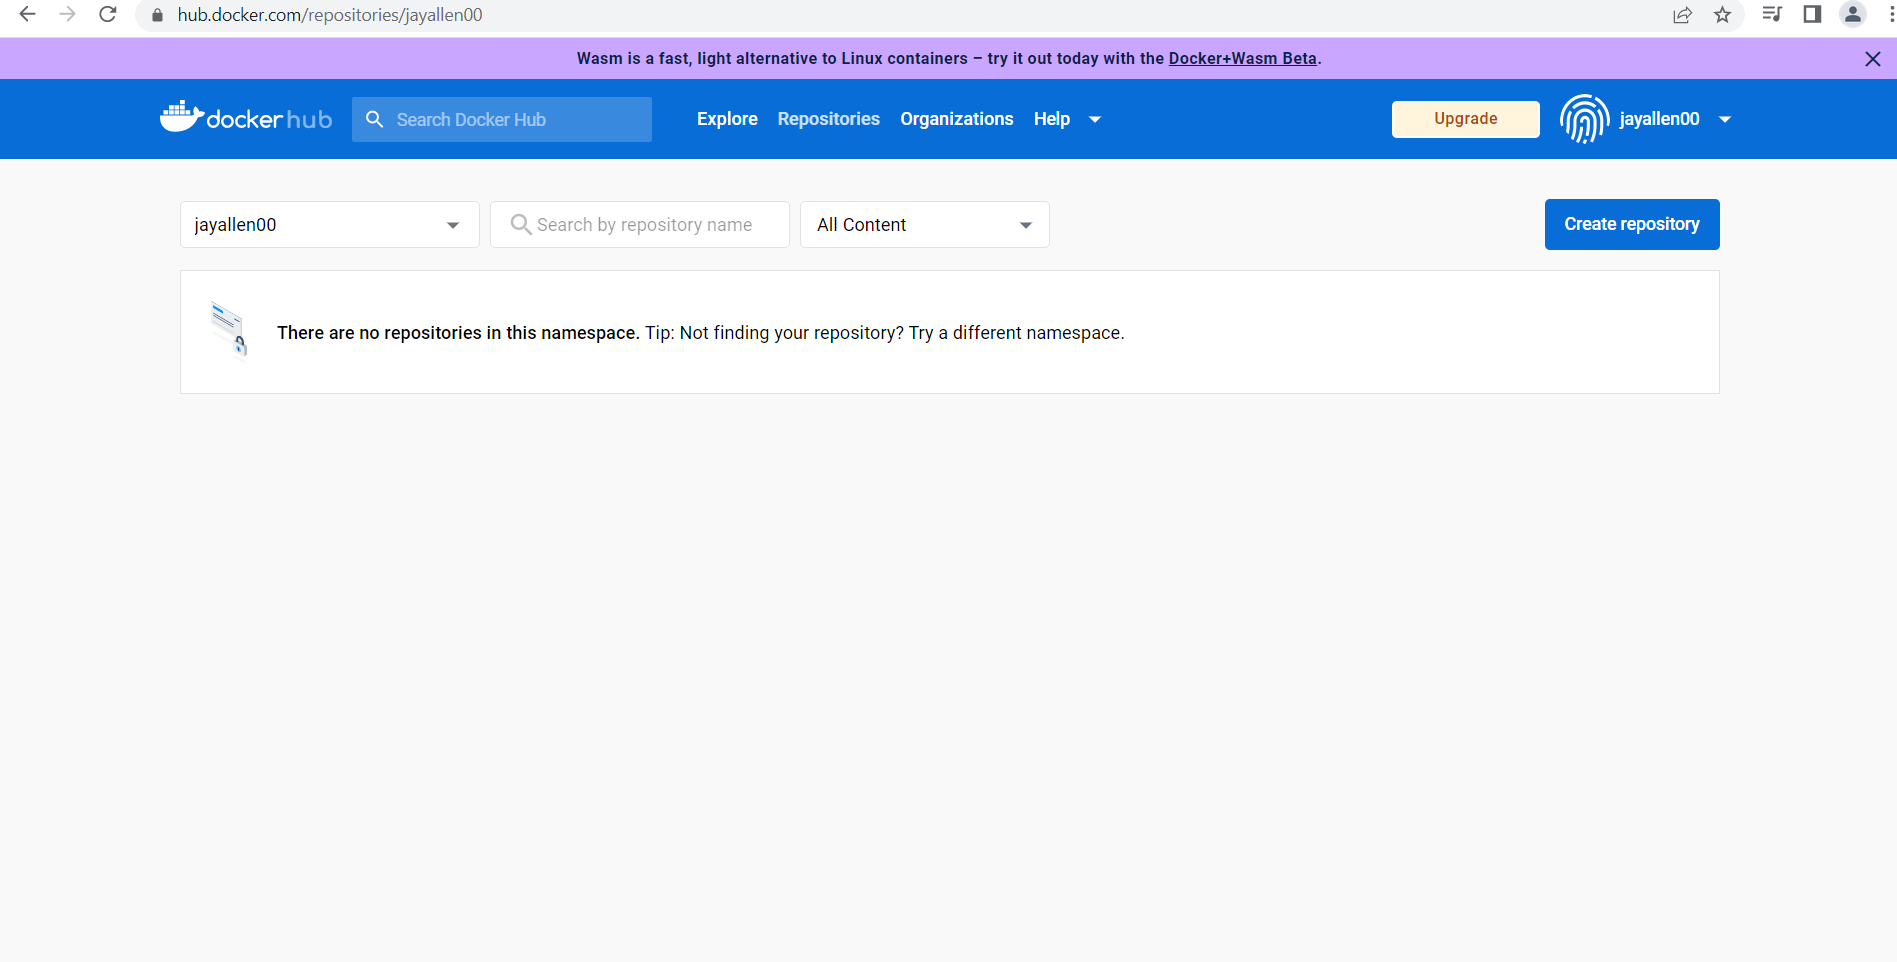 hub.docker.com/repositories/jayallen00
Wasm is a fast, light alternative to Linux containers – try it out today with the Docker+Wasm Beta.
docker hub
Search Docker Hub
Explore Repositories Organizations Help
Upgrade
jayallen00
jayallen00
Search by repository name
All Content
Create repository
There are no repositories in this namespace. Tip: Not finding your repository? Try a different namespace.